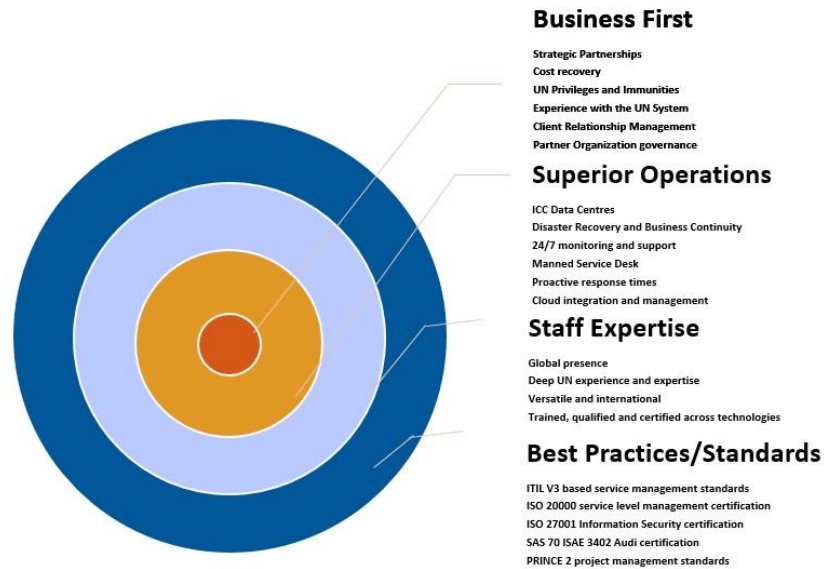 Business First
Strategic Partnerships
Cost recovery
UN Privileges and Immunities
Experience with the UN System
Client Relationship Management
Partner Organization governance
Superior Operations
ICC Data Centres
Disaster Recovery and Business Continuity
24/7 monitoring and support
Manned Service Desk
Proactive response times
Cloud integration and management
Staff Expertise
Global presence
Deep UN experience and expertise
Versatile and international
Trained, qualified and certified across technologies
Best Practices/Standards
ITIL V3 based service management standards
ISO 20000 service level management certification
ISO 27001 Information Security certification
SAS 70 ISAE 3402 Audi certification
PRINCE 2 project management standards